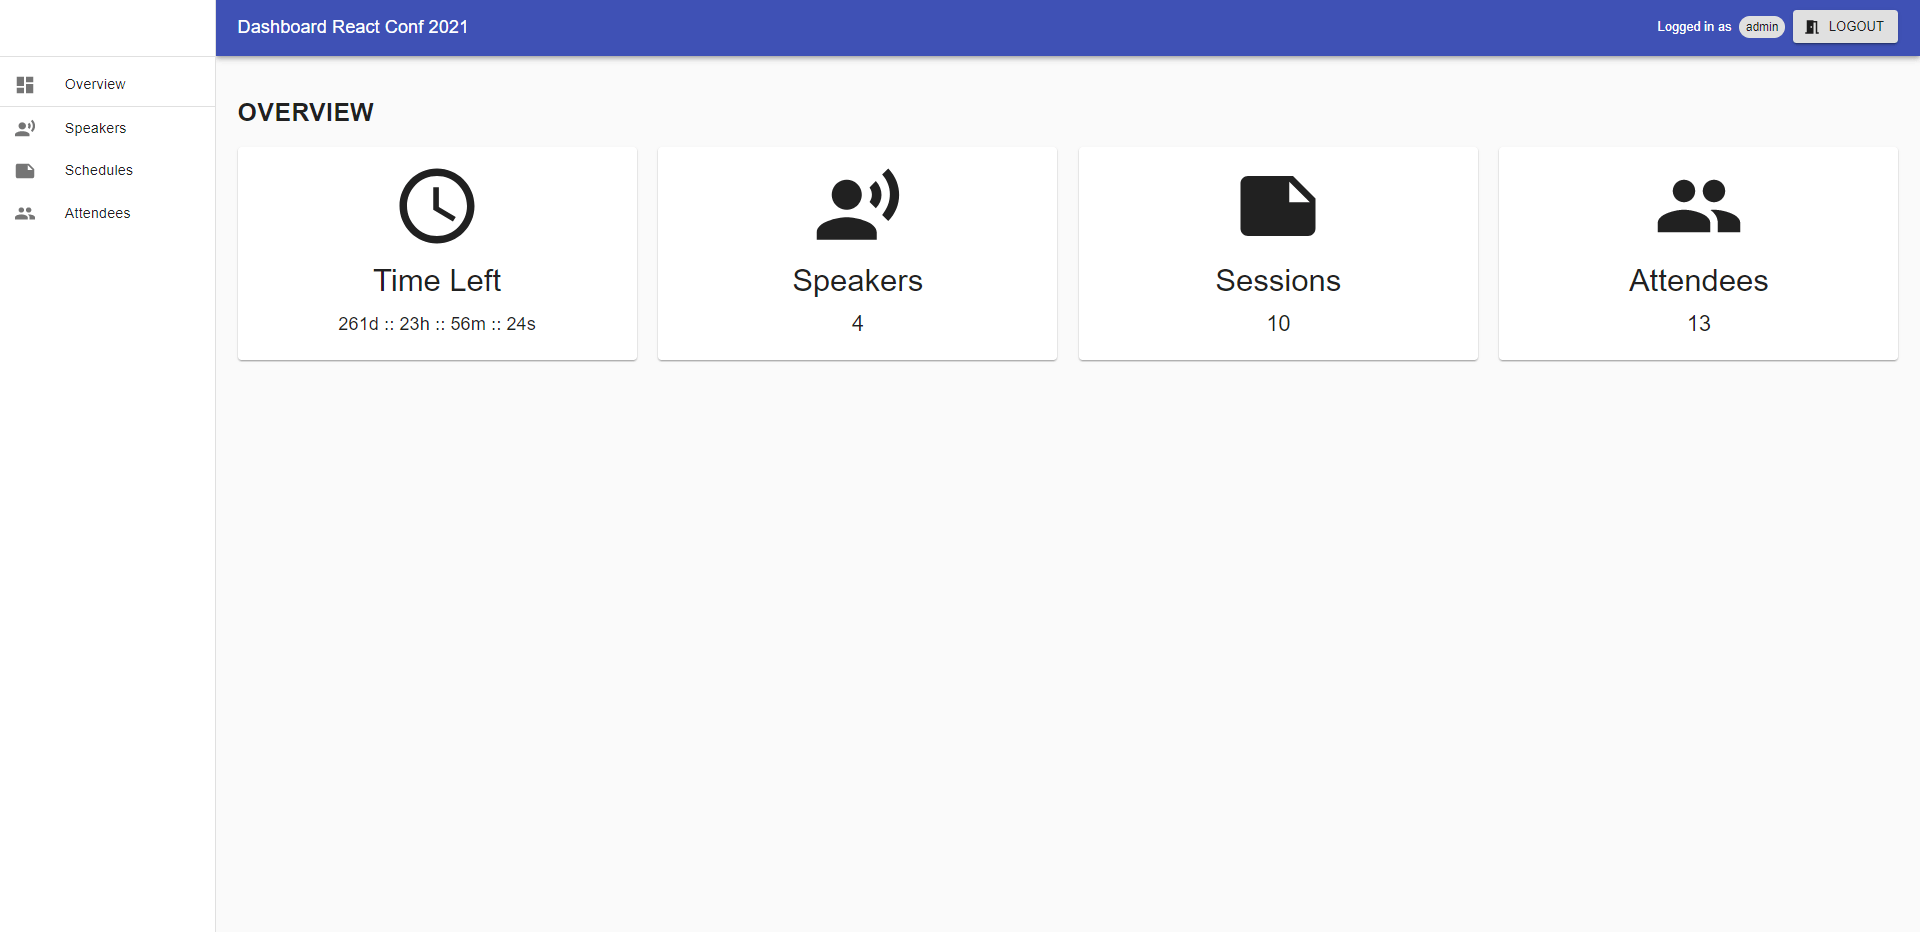 Dashboard React Conf 2021
Logged in as admin LOGOUT
Overview
Speakers
Schedules
Attendees
OVERVIEW
Time Left
261d :: 23h :: 56m :: 24s
Speakers
4
Sessions
10
Attendees
13